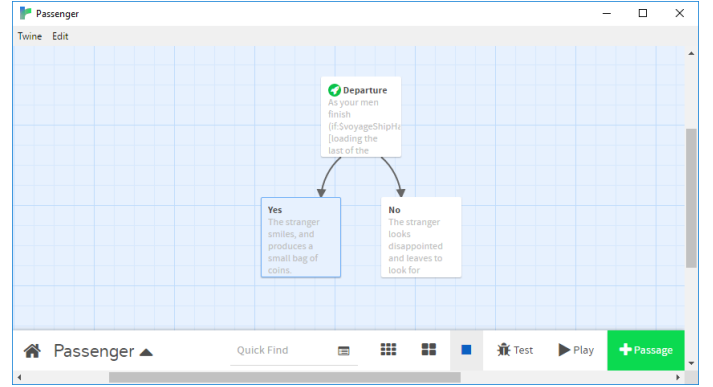 Passenger
Twine Edit
Departure
As your men
finish
(if:$voyageShipHa
[loading the
last of the
Yes
The stranger
smiles, and
produces a
small bag of
coins.
No
The stranger
looks
disappointed
and leaves to
look for
Passenger
Quick Find
Test
Play
Passage